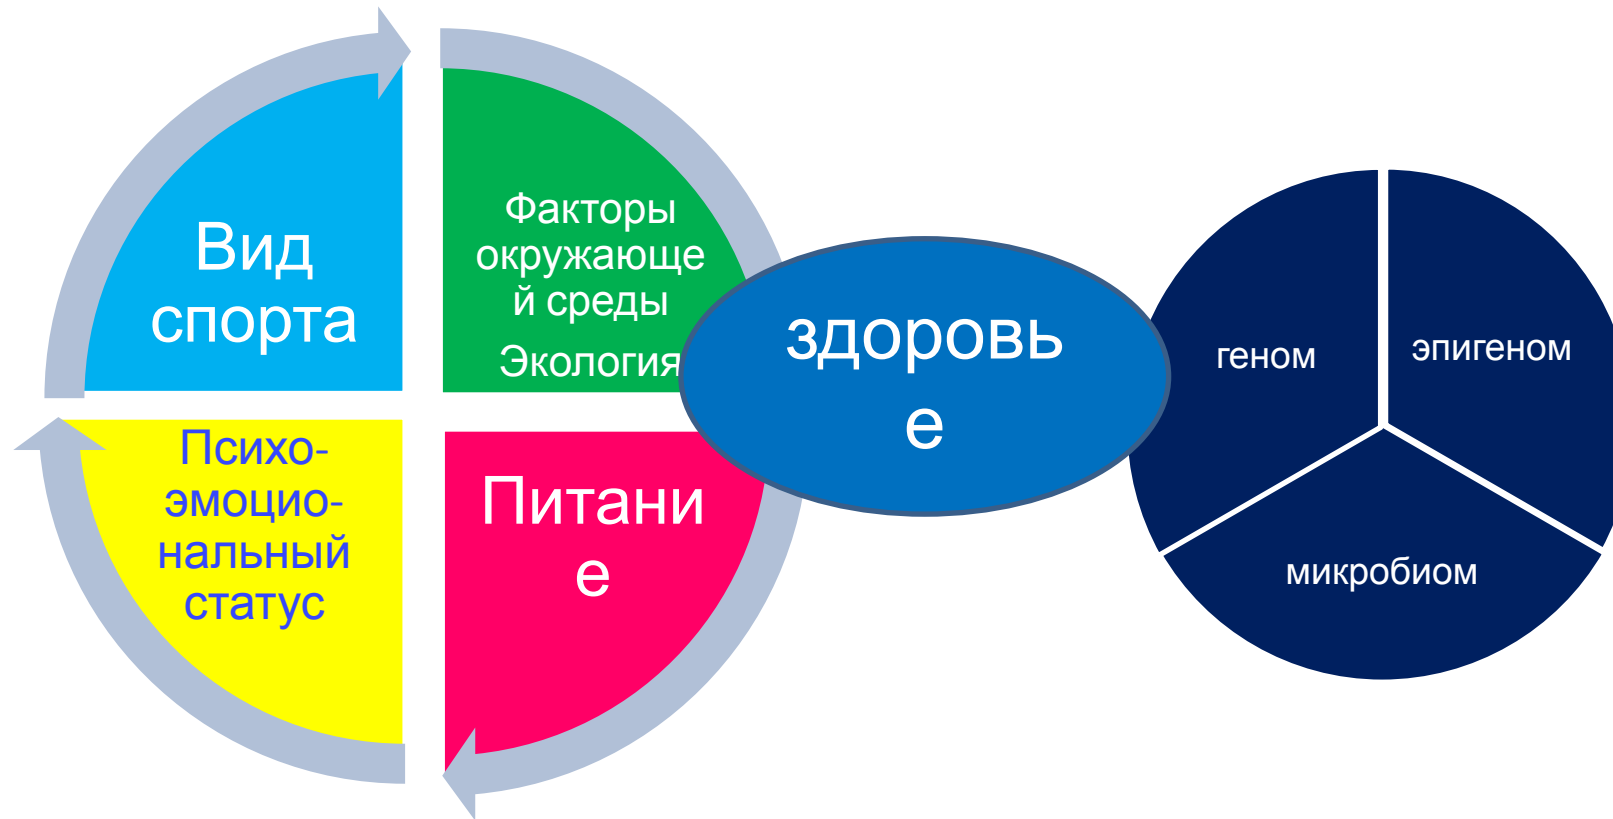 Вид
спорта
Факторы
окружающе
й среды
Экология
Психо-
эмоцио-
нальный
статус
Питани
е
здоровь
е
геном
эпигеном
микробиом